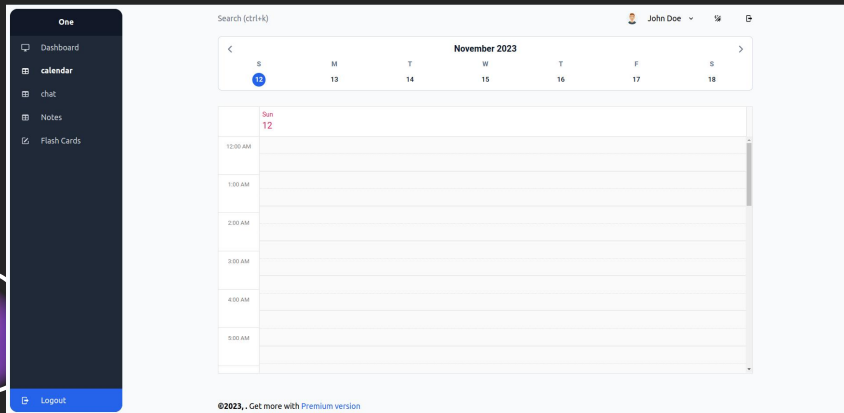 One
Dashboard
calendar
chat
Notes
Flash Cards
Logout
Search (ctrl+k)
John Doe
November 2023
S M T W T F S
12 13 14 15 16 17 18
Sun
12
12:00 AM
1:00 AM
2:00 AM
3:00 AM
4:00 AM
5:00 AM
©2023, . Get more with Premium version